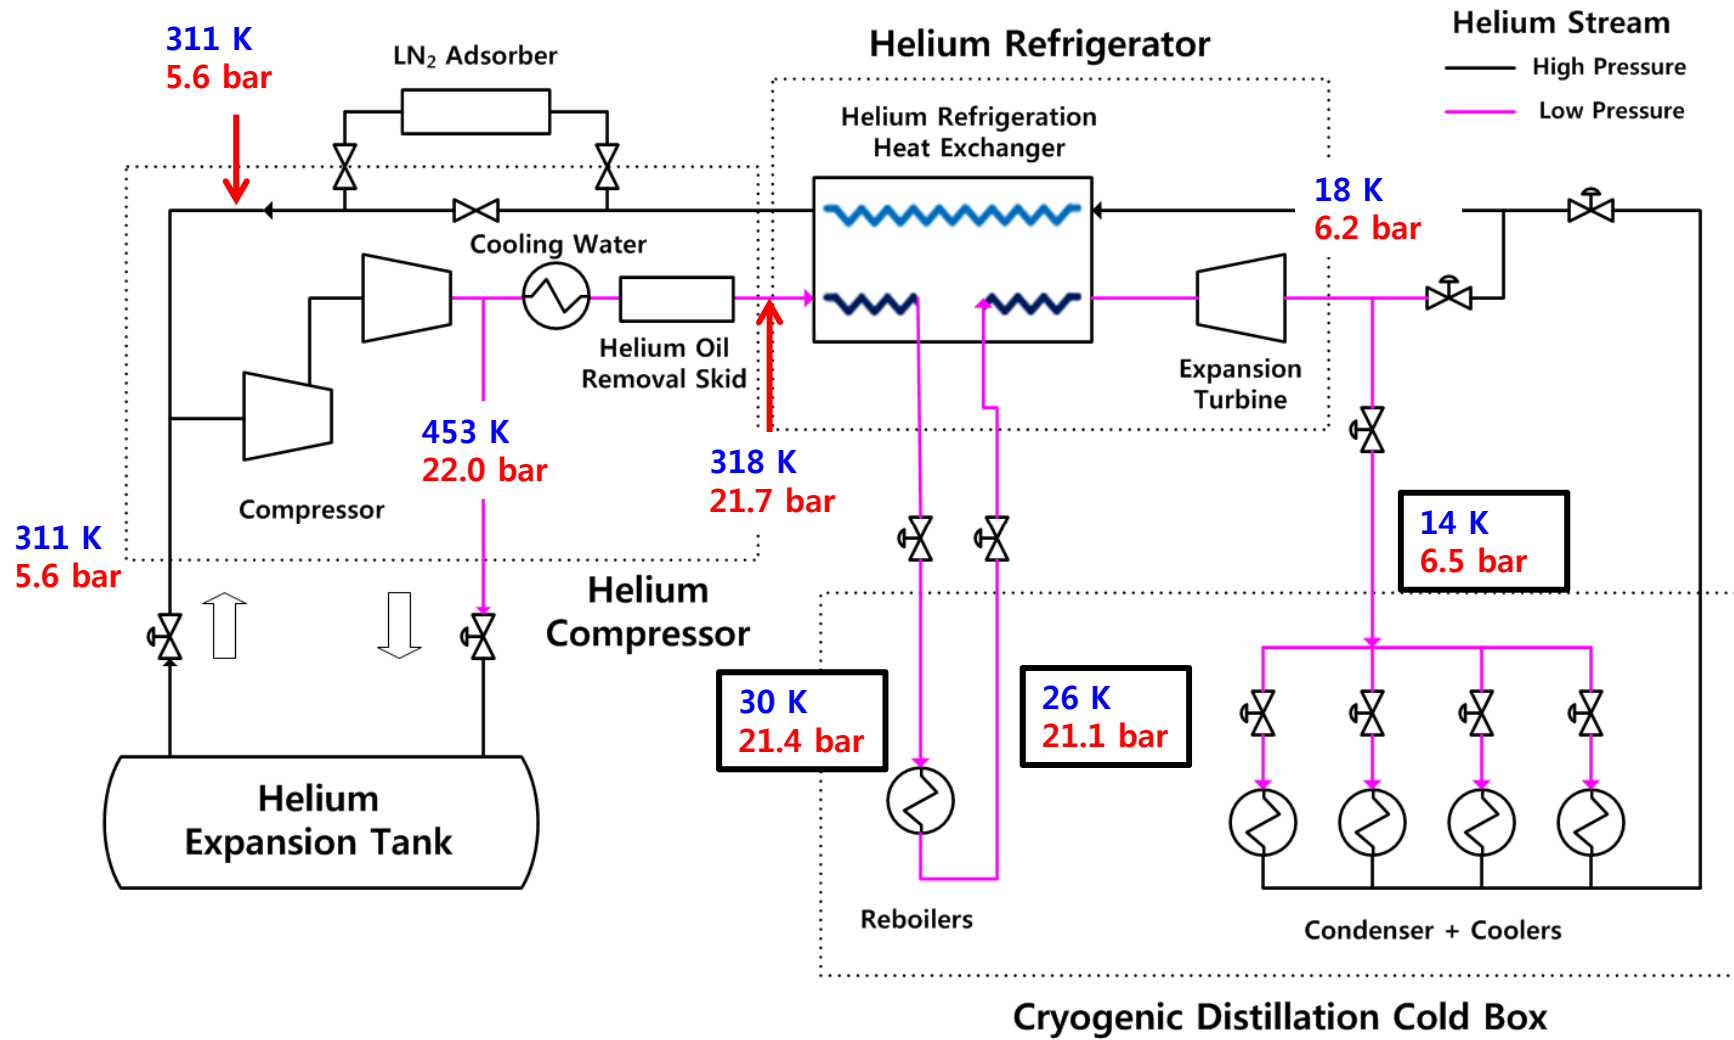 311 K
5.6 bar
LN₂ Adsorber
Helium Refrigerator
Helium Stream
High Pressure
Low Pressure
Helium Refrigeration
Heat Exchanger
18 K
6.2 bar
Cooling Water
Helium Oil
Removal Skid
Expansion
Turbine
453 K
22.0 bar
318 K
21.7 bar
Compressor
311 K
5.6 bar
14 K
6.5 bar
Helium
Compressor
30 K
21.4 bar
26 K
21.1 bar
Helium
Expansion Tank
Reboilers
Condenser + Coolers
Cryogenic Distillation Cold Box